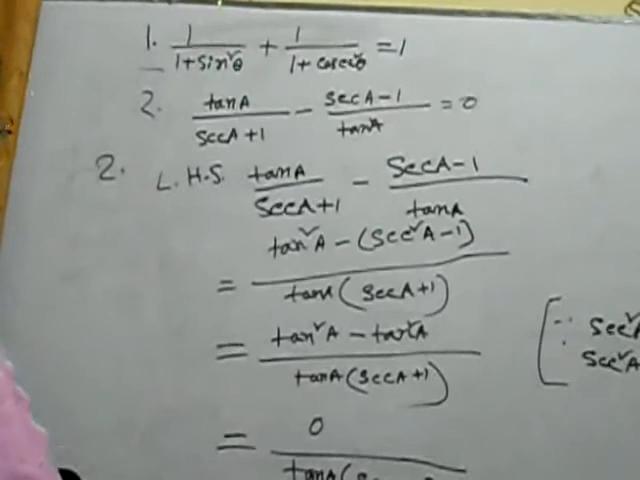 1. 1/(1+sin²θ) + 1/(1+cosec²θ) = 1
2. tanA/(secA+1) - (secA-1)/tanA = 0
2. L.H.S. tanA/(secA+1) - (secA-1)/tanA
= (tan²A - (sec²A-1))/(tanA(secA+1))
= (tan²A - tan²A)/(tanA(secA+1)) [∵ sec²A
sec²A
= 0/(tanA(